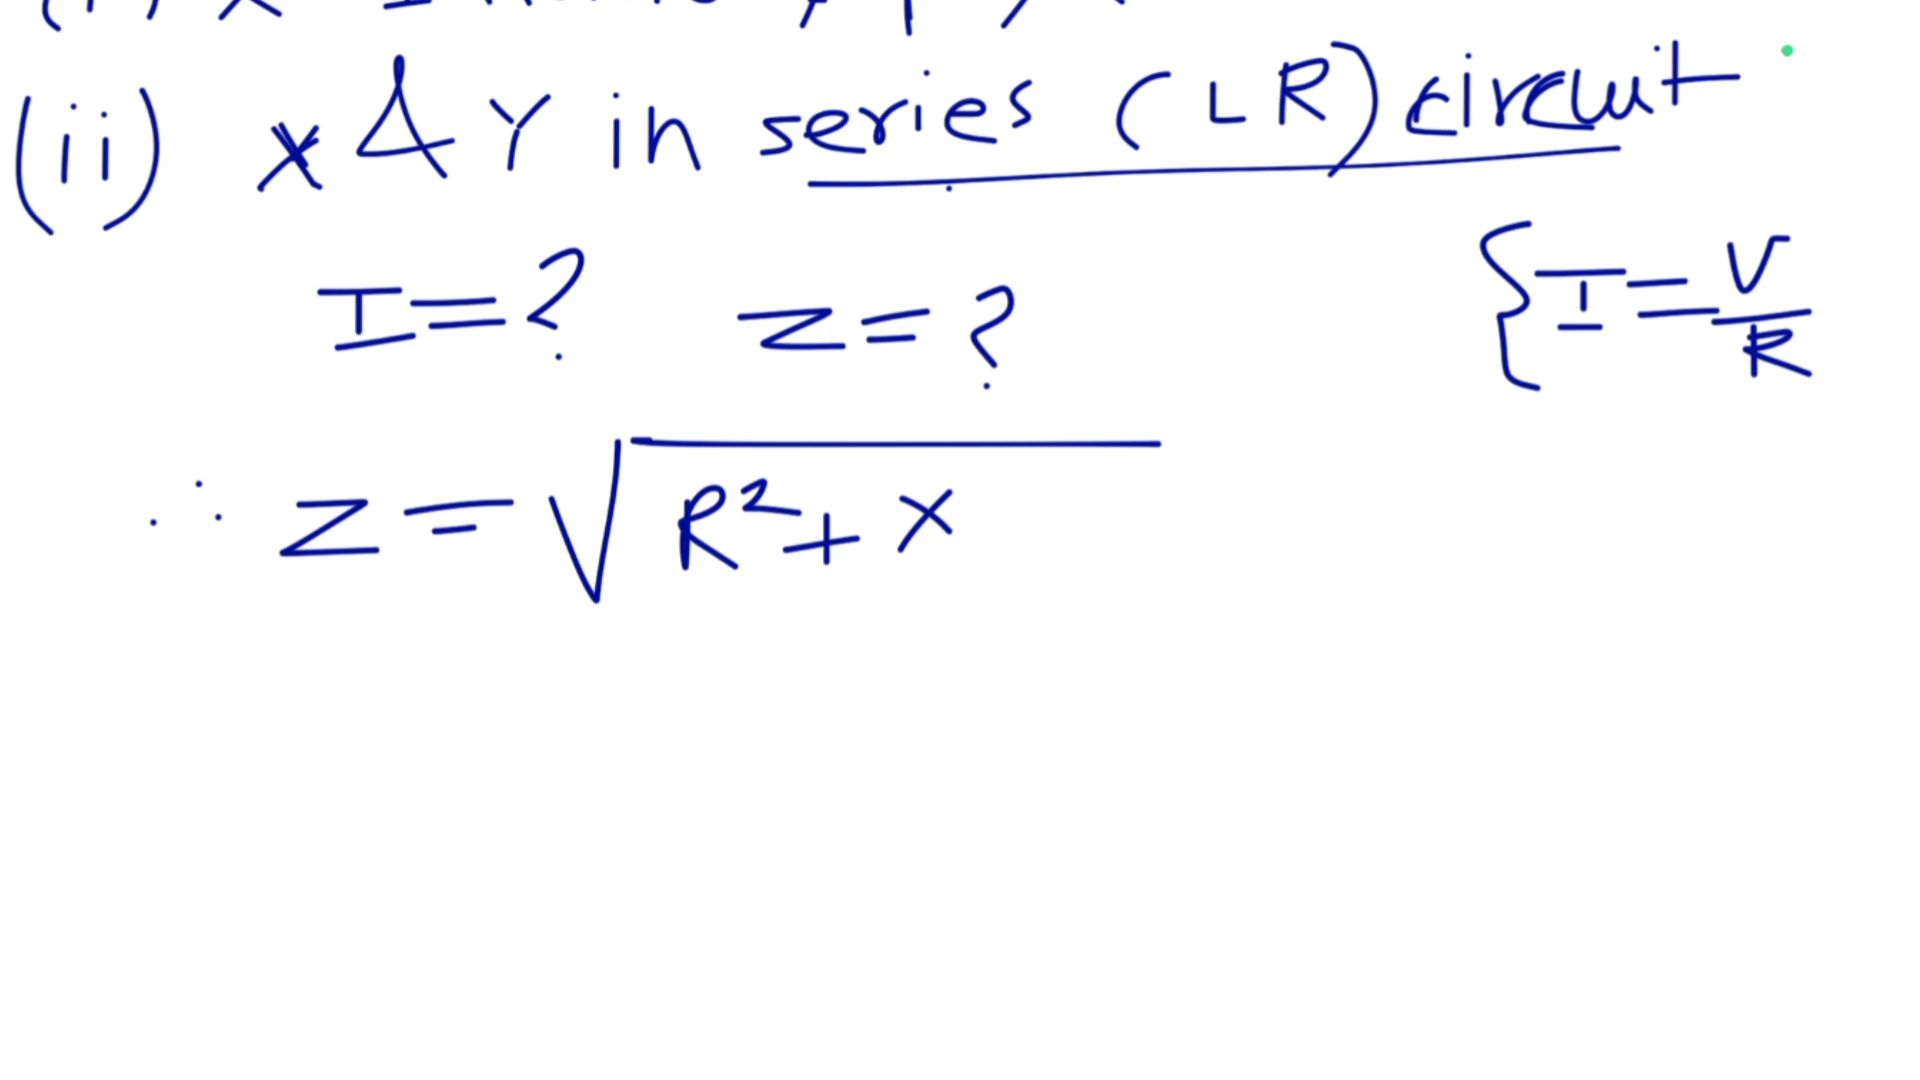 (ii) X & Y in series (LR) circuit
I = ? Z = ? { I = V/R
∴ Z = √R² + X